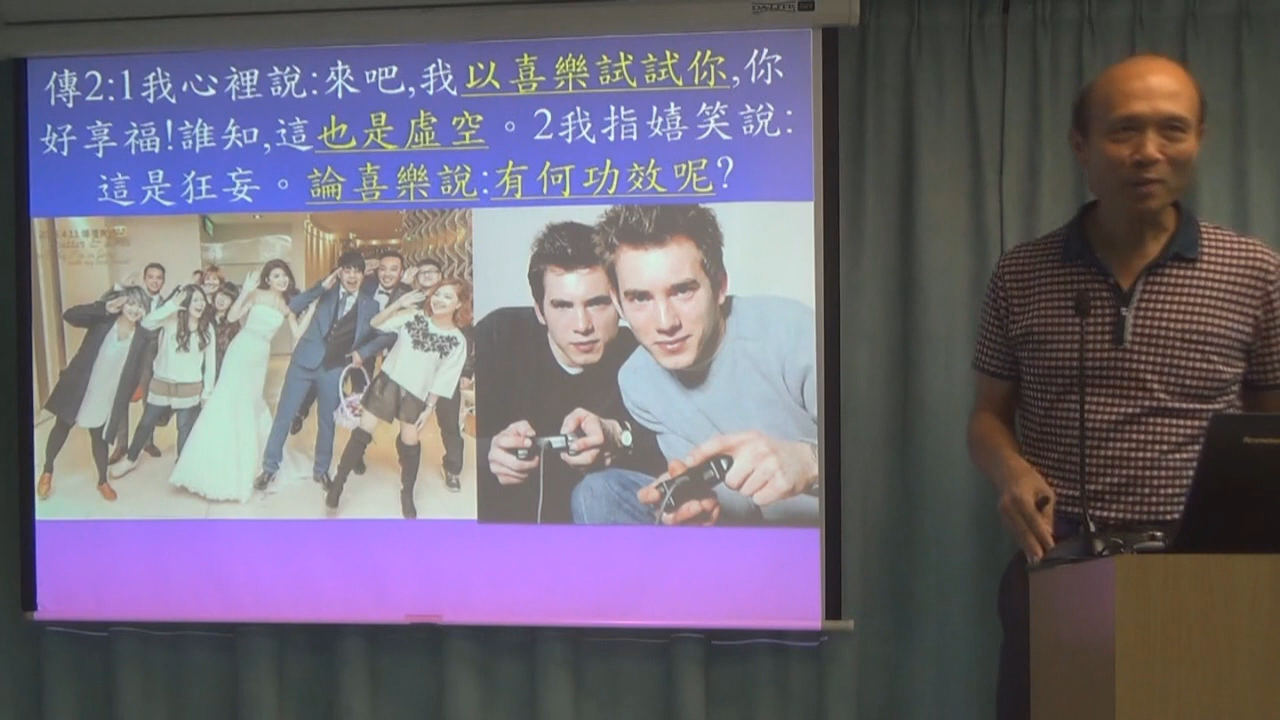 傳2:1我心裡說:來吧,我以喜樂試試你,你
好享福!誰知,這也是虛空。2我指嬉笑說:
這是狂妄。論喜樂說:有何功效呢?